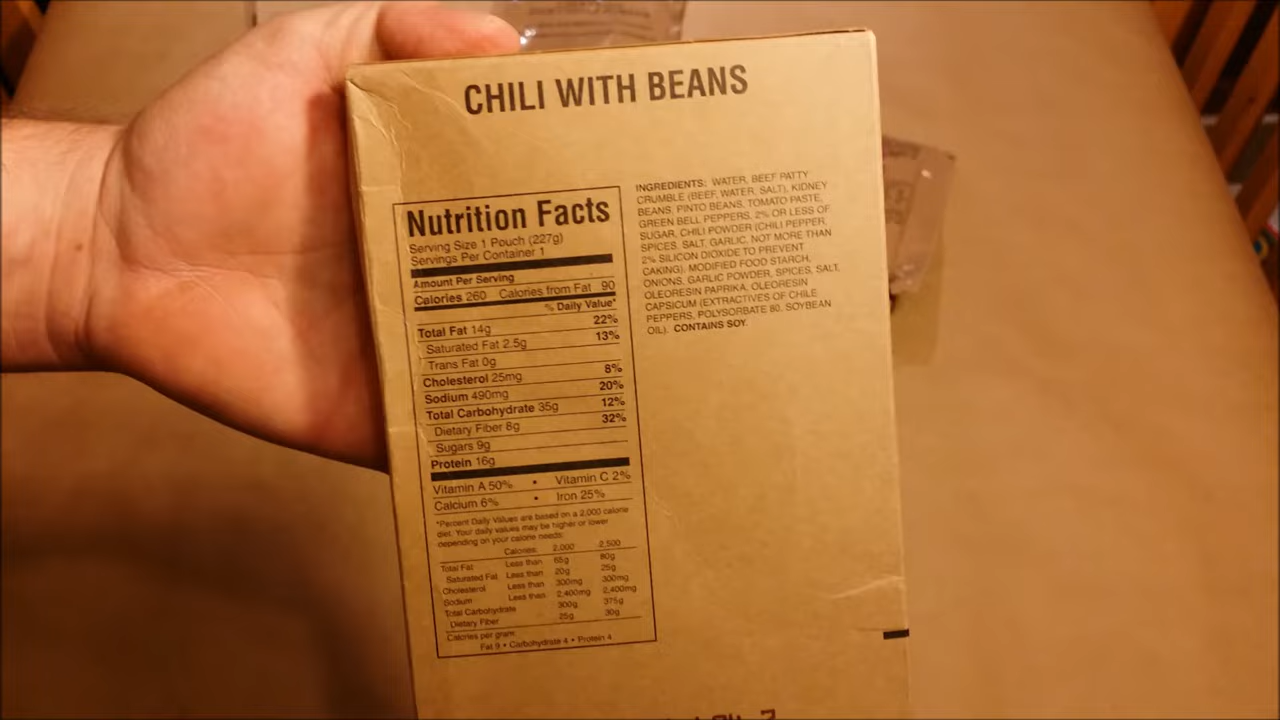 CHILI WITH BEANS
Nutrition Facts
Serving Size 1 Pouch (227g)
Servings Per Container 1
Amount Per Serving
Calories 260 Calories from Fat 90
% Daily Value*
Total Fat 14g 22%
Saturated Fat 2.5g 13%
Trans Fat 0g
Cholesterol 25mg 8%
Sodium 490mg 20%
Total Carbohydrate 35g 12%
Dietary Fiber 8g 32%
Sugars 9g
Protein 16g
Vitamin A 50% • Vitamin C 2%
Calcium 6% • Iron 25%
*Percent Daily Values are based on a 2,000 calorie
diet. Your daily values may be higher or lower
depending on your calorie needs:
Calories: 2,000 2,500
Total Fat Less than 65g 80g
Saturated Fat Less than 20g 25g
Cholesterol Less than 300mg 300mg
Sodium Less than 2,400mg 2,400mg
Total Carbohydrate 300g 375g
Dietary Fiber 25g 30g
Calories per gram:
Fat 9 • Carbohydrate 4 • Protein 4
INGREDIENTS: WATER, BEEF PATTY
CRUMBLE (BEEF, WATER, SALT), KIDNEY
BEANS, PINTO BEANS, TOMATO PASTE,
GREEN BELL PEPPERS, 2% OR LESS OF
SUGAR, CHILI POWDER (CHILI PEPPER,
SPICES, SALT, GARLIC, NOT MORE THAN
2% SILICON DIOXIDE TO PREVENT
CAKING), MODIFIED FOOD STARCH,
ONIONS, GARLIC POWDER, SPICES, SALT,
OLEORESIN PAPRIKA, OLEORESIN
CAPSICUM (EXTRACTIVES OF CHILE
PEPPERS, POLYSORBATE 80, SOYBEAN
OIL). CONTAINS SOY.